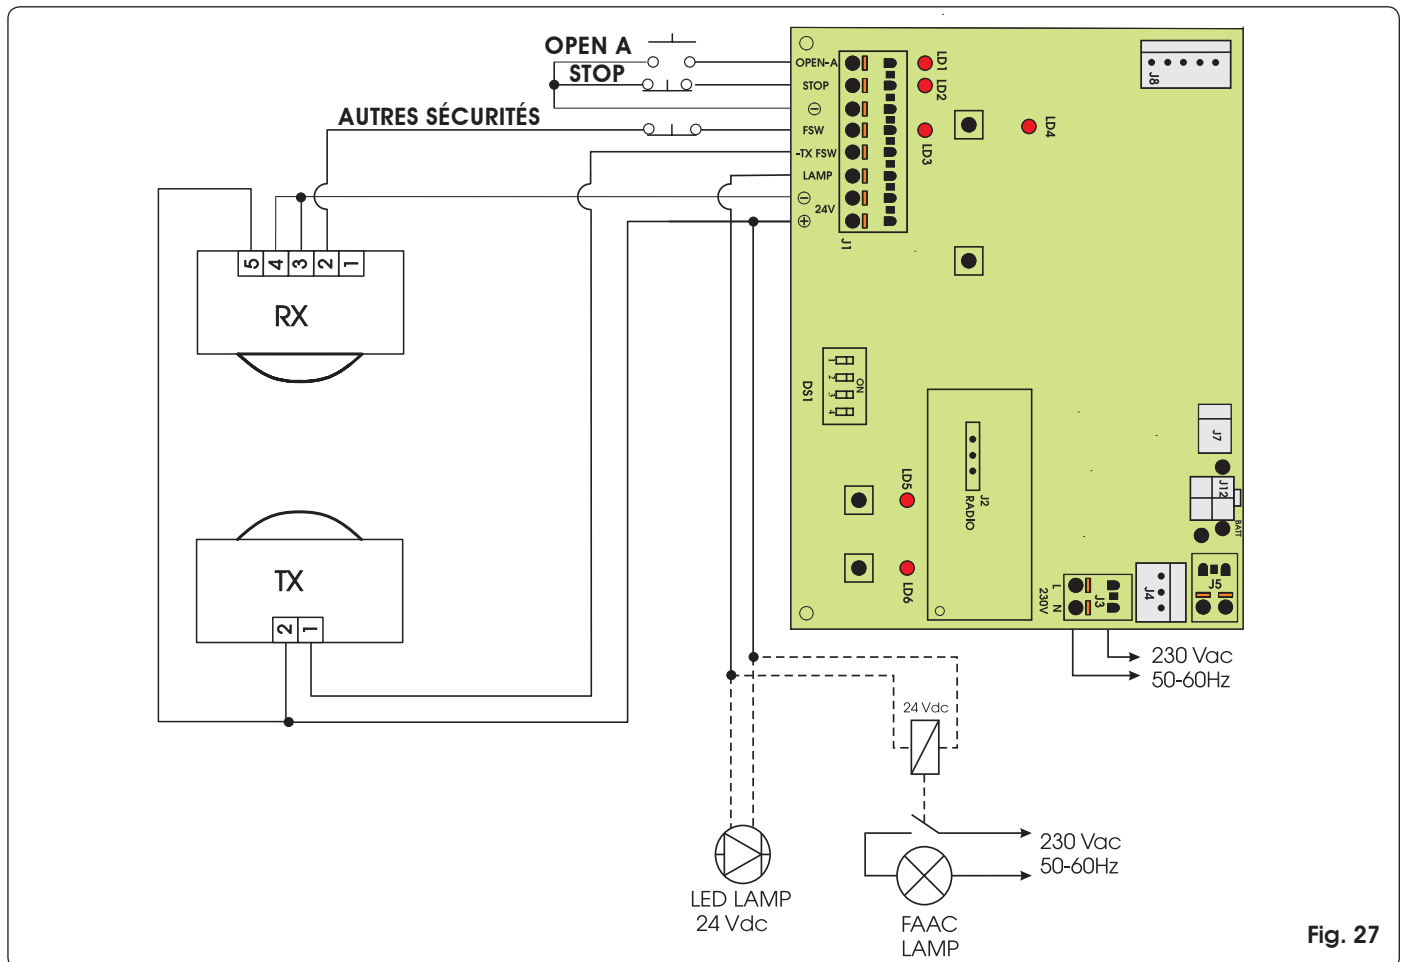 OPEN A
STOP
AUTRES SÉCURITÉS
OPEN-A
STOP
⊖
FSW
-TX FSW
LAMP
⊖
24V
⊕
J1
LD1
LD2
LD3
LD4
J8
5 4 3 2 1
RX
TX
2 1
DS1
1
2
3
4
ON
LD5
LD6
J2
RADIO
J7
J12
BATT
L
N
230V
J3
J4
J5
230 Vac
50-60Hz
24 Vdc
230 Vac
50-60Hz
LED LAMP
24 Vdc
FAAC
LAMP
Fig. 27